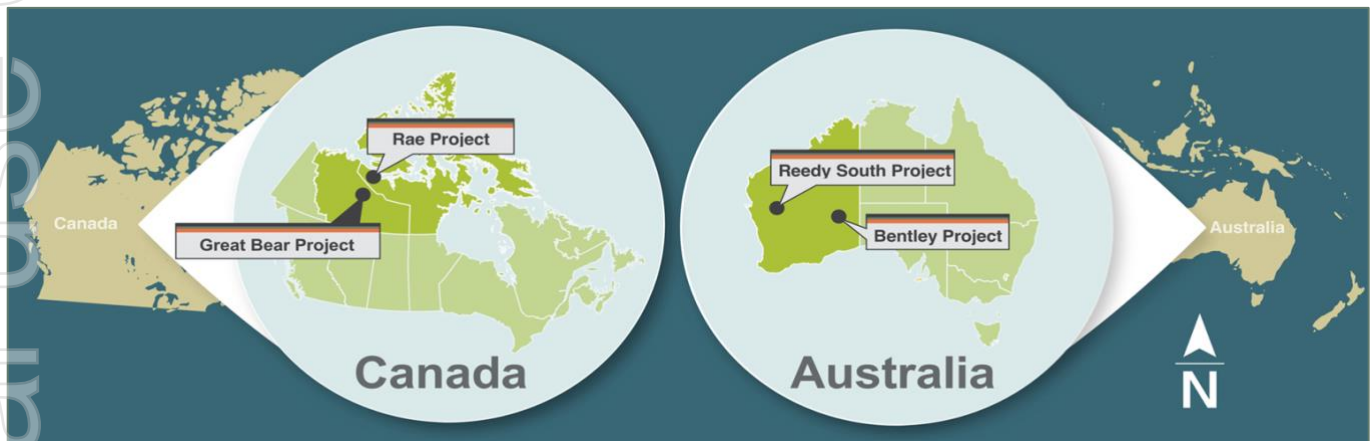 Canada
Rae Project
Great Bear Project
Canada
Reedy South Project
Bentley Project
Australia
Australia
N